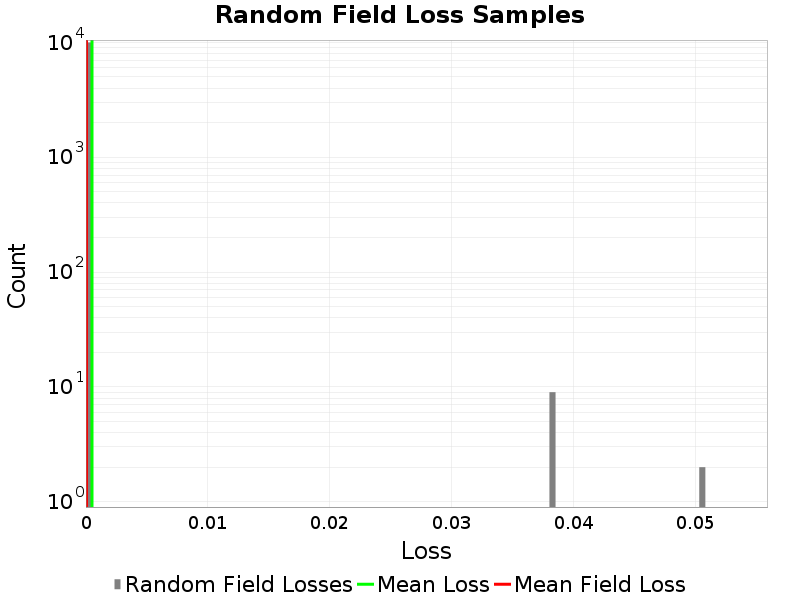 Random Field Loss Samples
10^4
10^3
10^2
10^1
10^0
Count
0 0.01 0.02 0.03 0.04 0.05
Loss
Random Field Losses Mean Loss Mean Field Loss